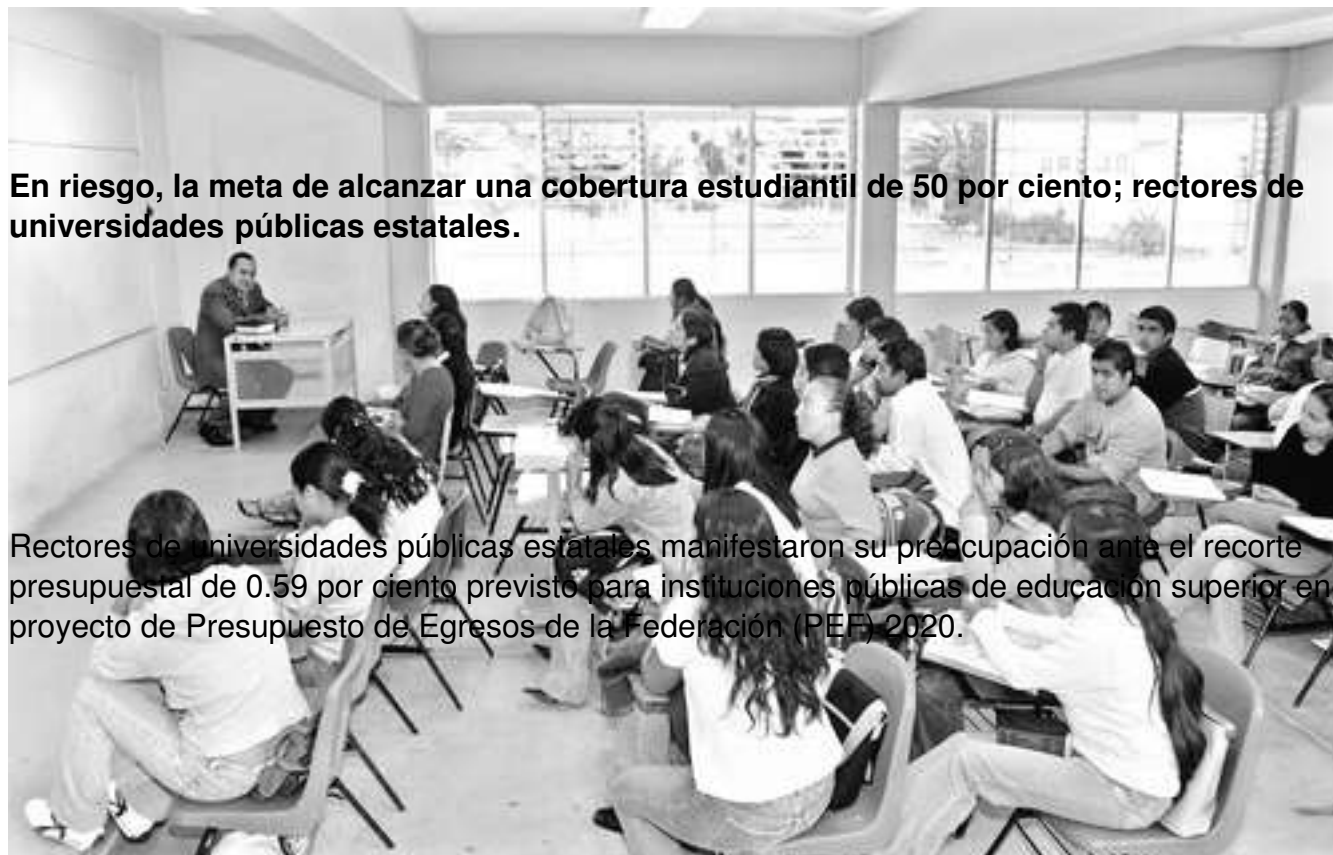 En riesgo, la meta de alcanzar una cobertura estudiantil de 50 por ciento; rectores de
universidades públicas estatales.
Rectores de universidades públicas estatales manifestaron su preocupación ante el recorte
presupuestal de 0.59 por ciento previsto para instituciones públicas de educación superior en
proyecto de Presupuesto de Egresos de la Federación (PEF) 2020.